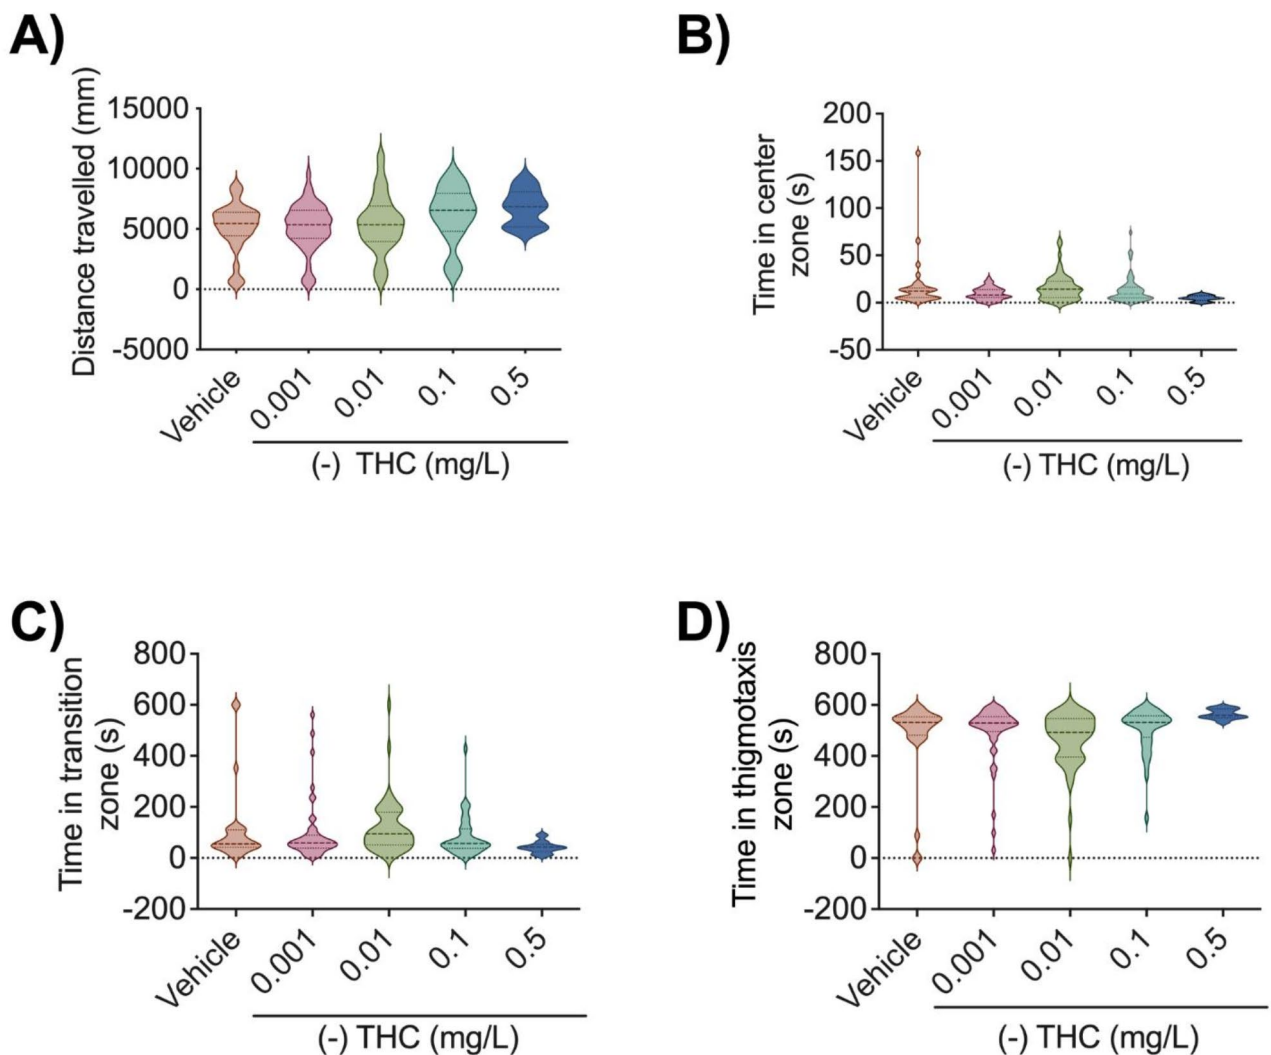 A)
Distance travelled (mm)
15000
10000
5000
0
-5000
Vehicle
0.001
0.01
0.1
0.5
(-) THC (mg/L)
B)
Time in center
zone (s)
200
150
100
50
0
-50
Vehicle
0.001
0.01
0.1
0.5
(-) THC (mg/L)
C)
Time in transition
zone (s)
800
600
400
200
0
-200
Vehicle
0.001
0.01
0.1
0.5
(-) THC (mg/L)
D)
Time in thigmotaxis
zone (s)
800
600
400
200
0
-200
Vehicle
0.001
0.01
0.1
0.5
(-) THC (mg/L)